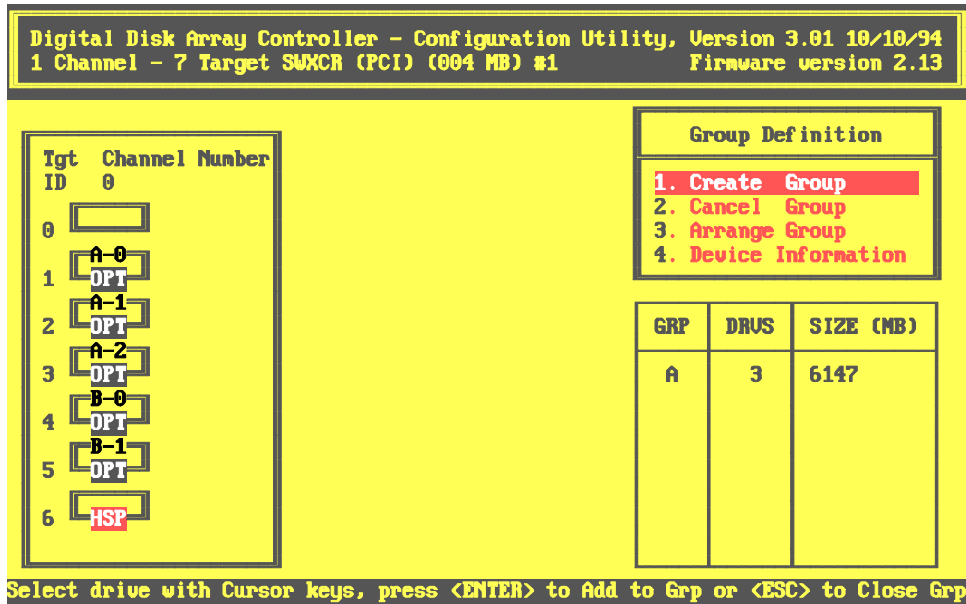 Digital Disk Array Controller - Configuration Utility, Version 3.01 10/10/94
1 Channel - 7 Target SWXCR (PCI) (004 MB) #1 Firmware version 2.13
Tgt Channel Number
ID 0
0
A-0
1 OPT
A-1
2 OPT
A-2
3 OPT
B-0
4 OPT
B-1
5 OPT
6 HSP
Group Definition
1. Create Group
2. Cancel Group
3. Arrange Group
4. Device Information
GRP DRVS SIZE (MB)
A 3 6147
Select drive with Cursor keys, press <ENTER> to Add to Grp or <ESC> to Close Grp